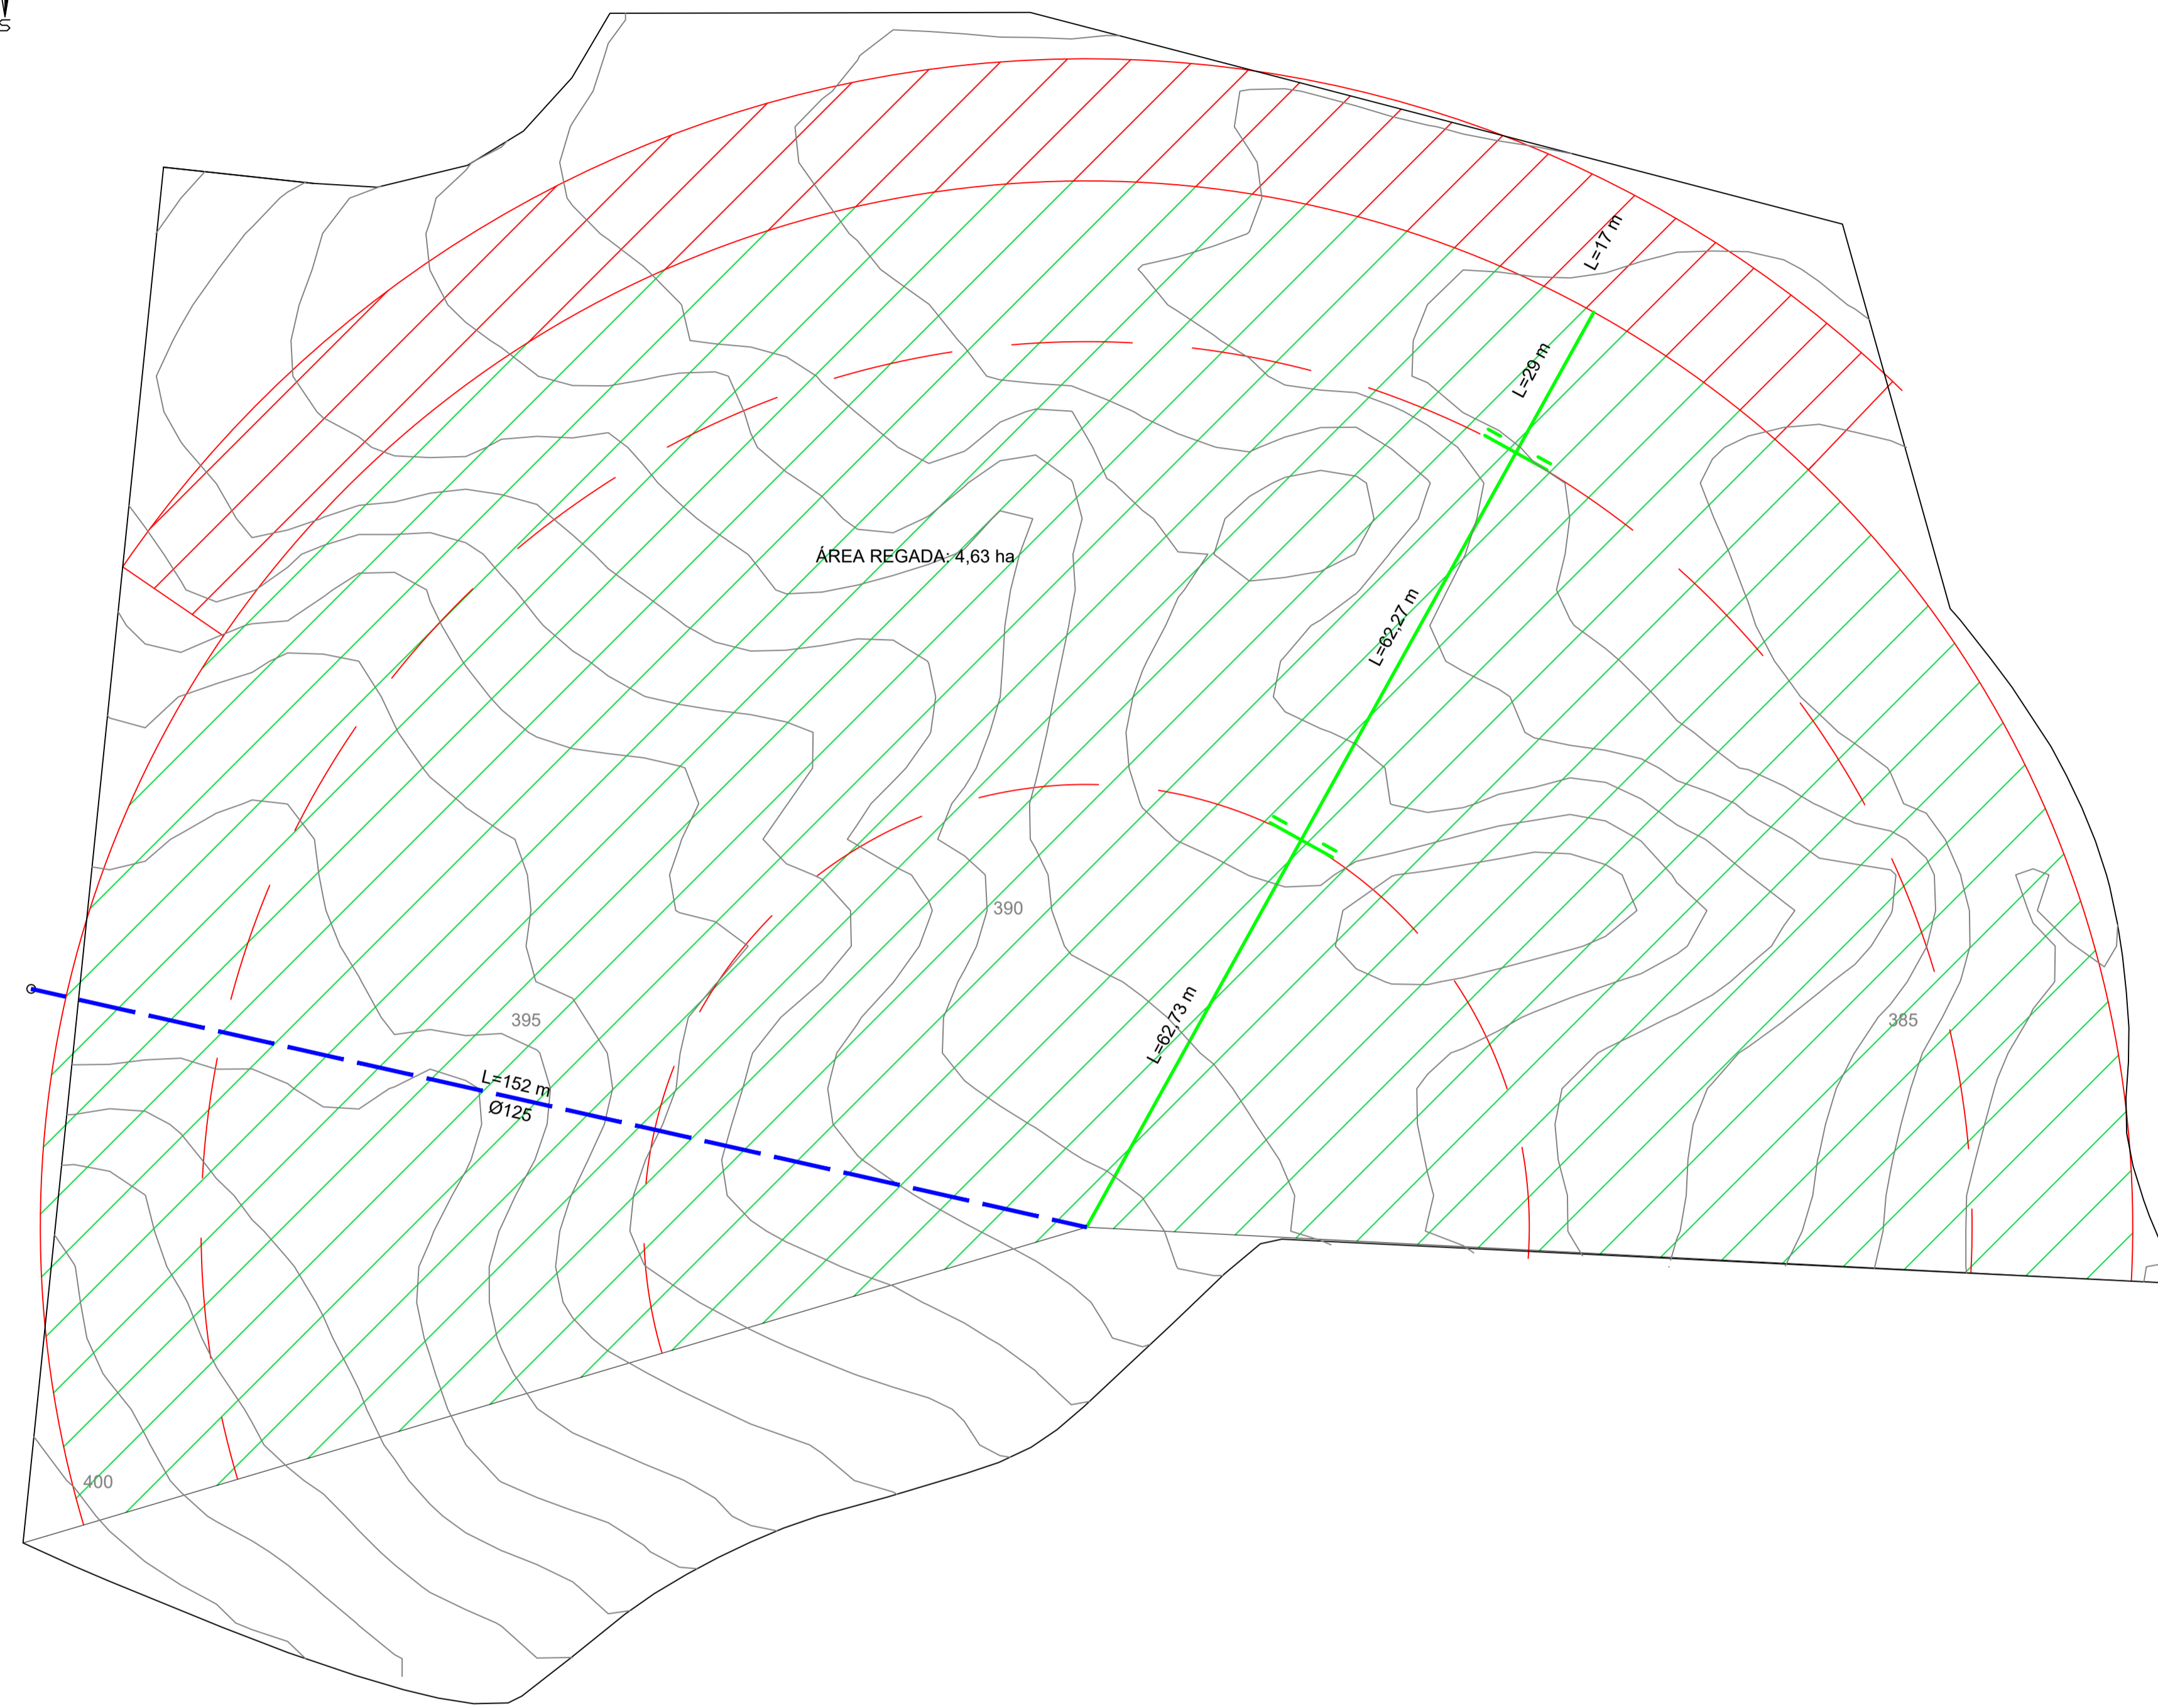 S
L=17 m
L=29 m
ÁREA REGADA: 4,63 ha
L=62,27 m
390
L=62,73 m
395
385
L=152 m
Ø125
400